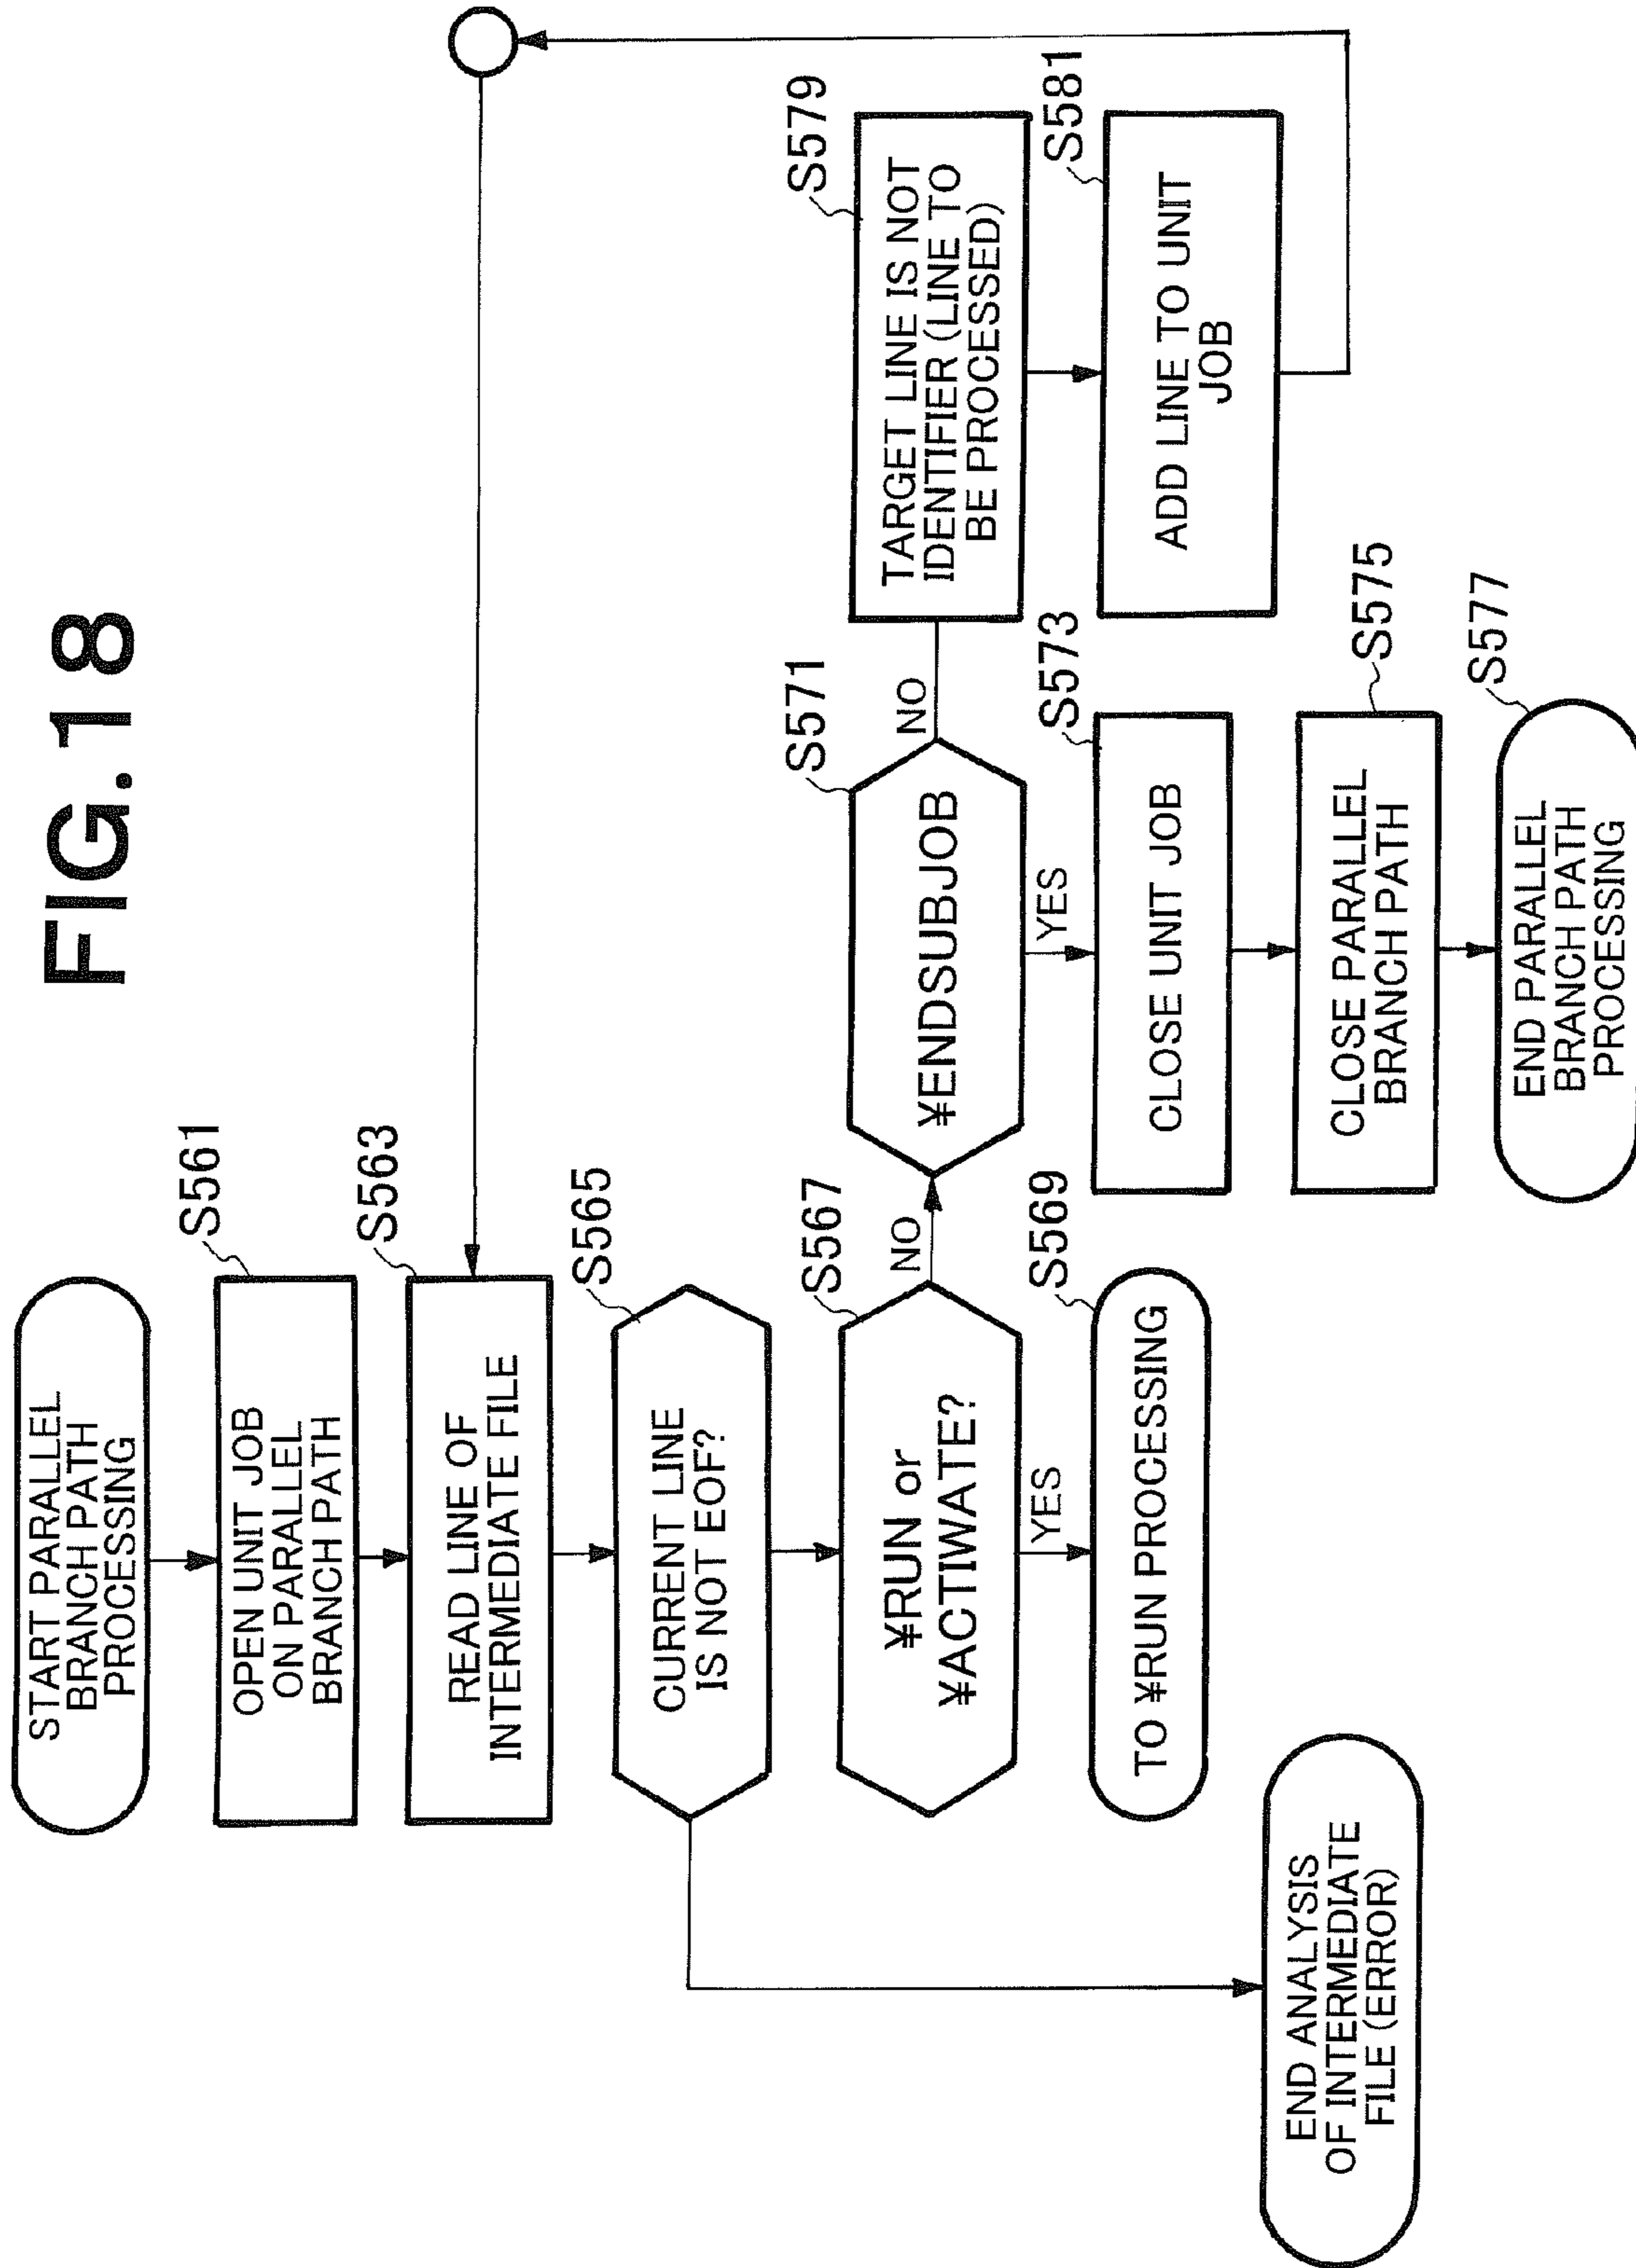 FIG.18
START PARALLEL
BRANCH PATH
PROCESSING
S561
OPEN UNIT JOB
ON PARALLEL
BRANCH PATH
S563
READ LINE OF
INTERMEDIATE FILE
S565
CURRENT LINE
IS NOT EOF?
S567
¥RUN or
¥ACTIWATE?
NO
YES
S569
TO ¥RUN PROCESSING
END ANALYSIS
OF INTERMEDIATE
FILE (ERROR)
S571
¥ENDSUBJOB
NO
YES
S573
CLOSE UNIT JOB
S575
CLOSE PARALLEL
BRANCH PATH
S577
END PARALLEL
BRANCH PATH
PROCESSING
S579
TARGET LINE IS NOT
IDENTIFIER (LINE TO
BE PROCESSED)
S581
ADD LINE TO UNIT
JOB